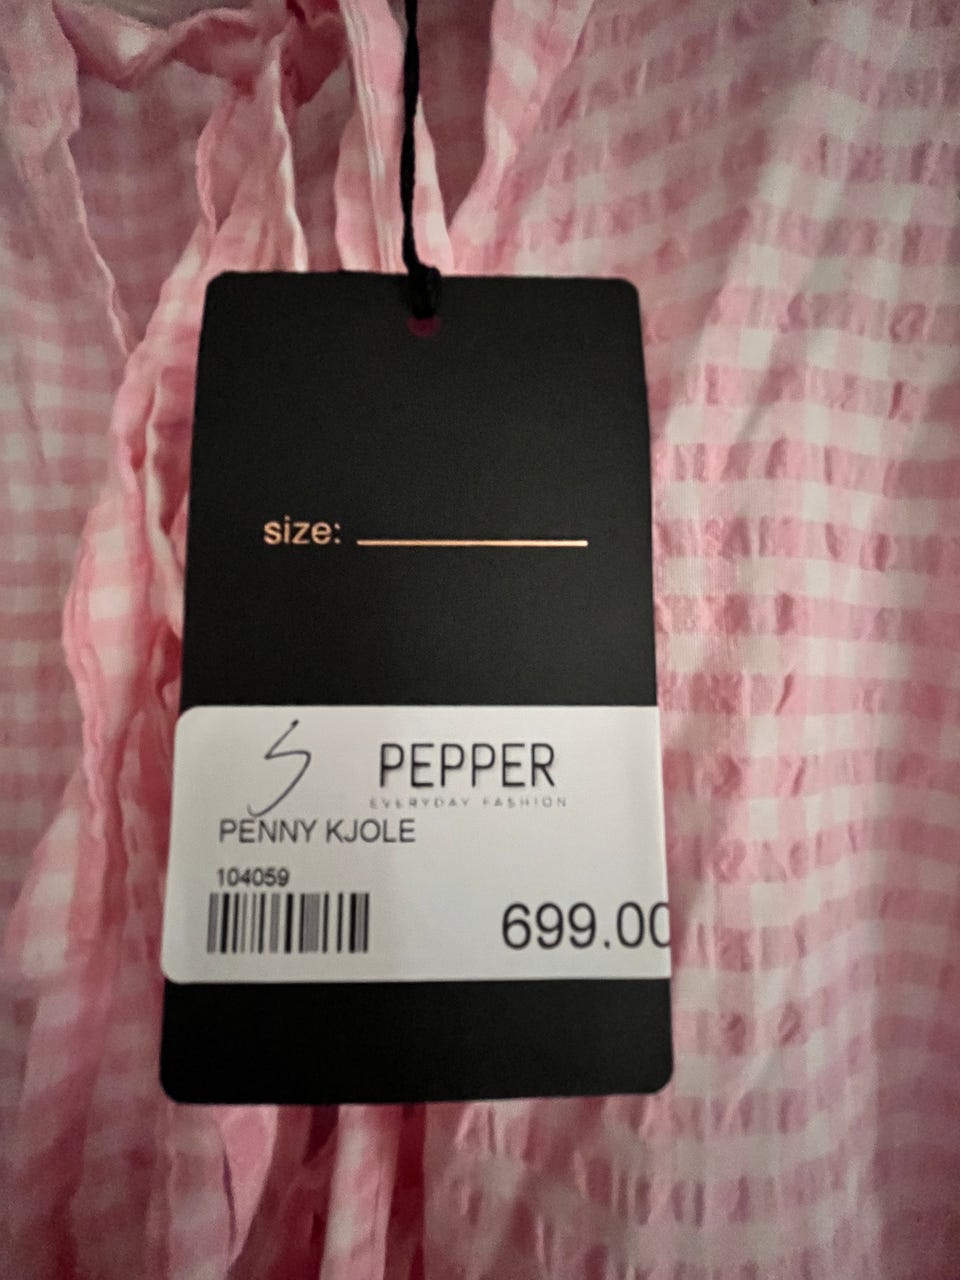 size:
S PEPPER
EVERYDAY FASHION
PENNY KJOLE
104059
699.00